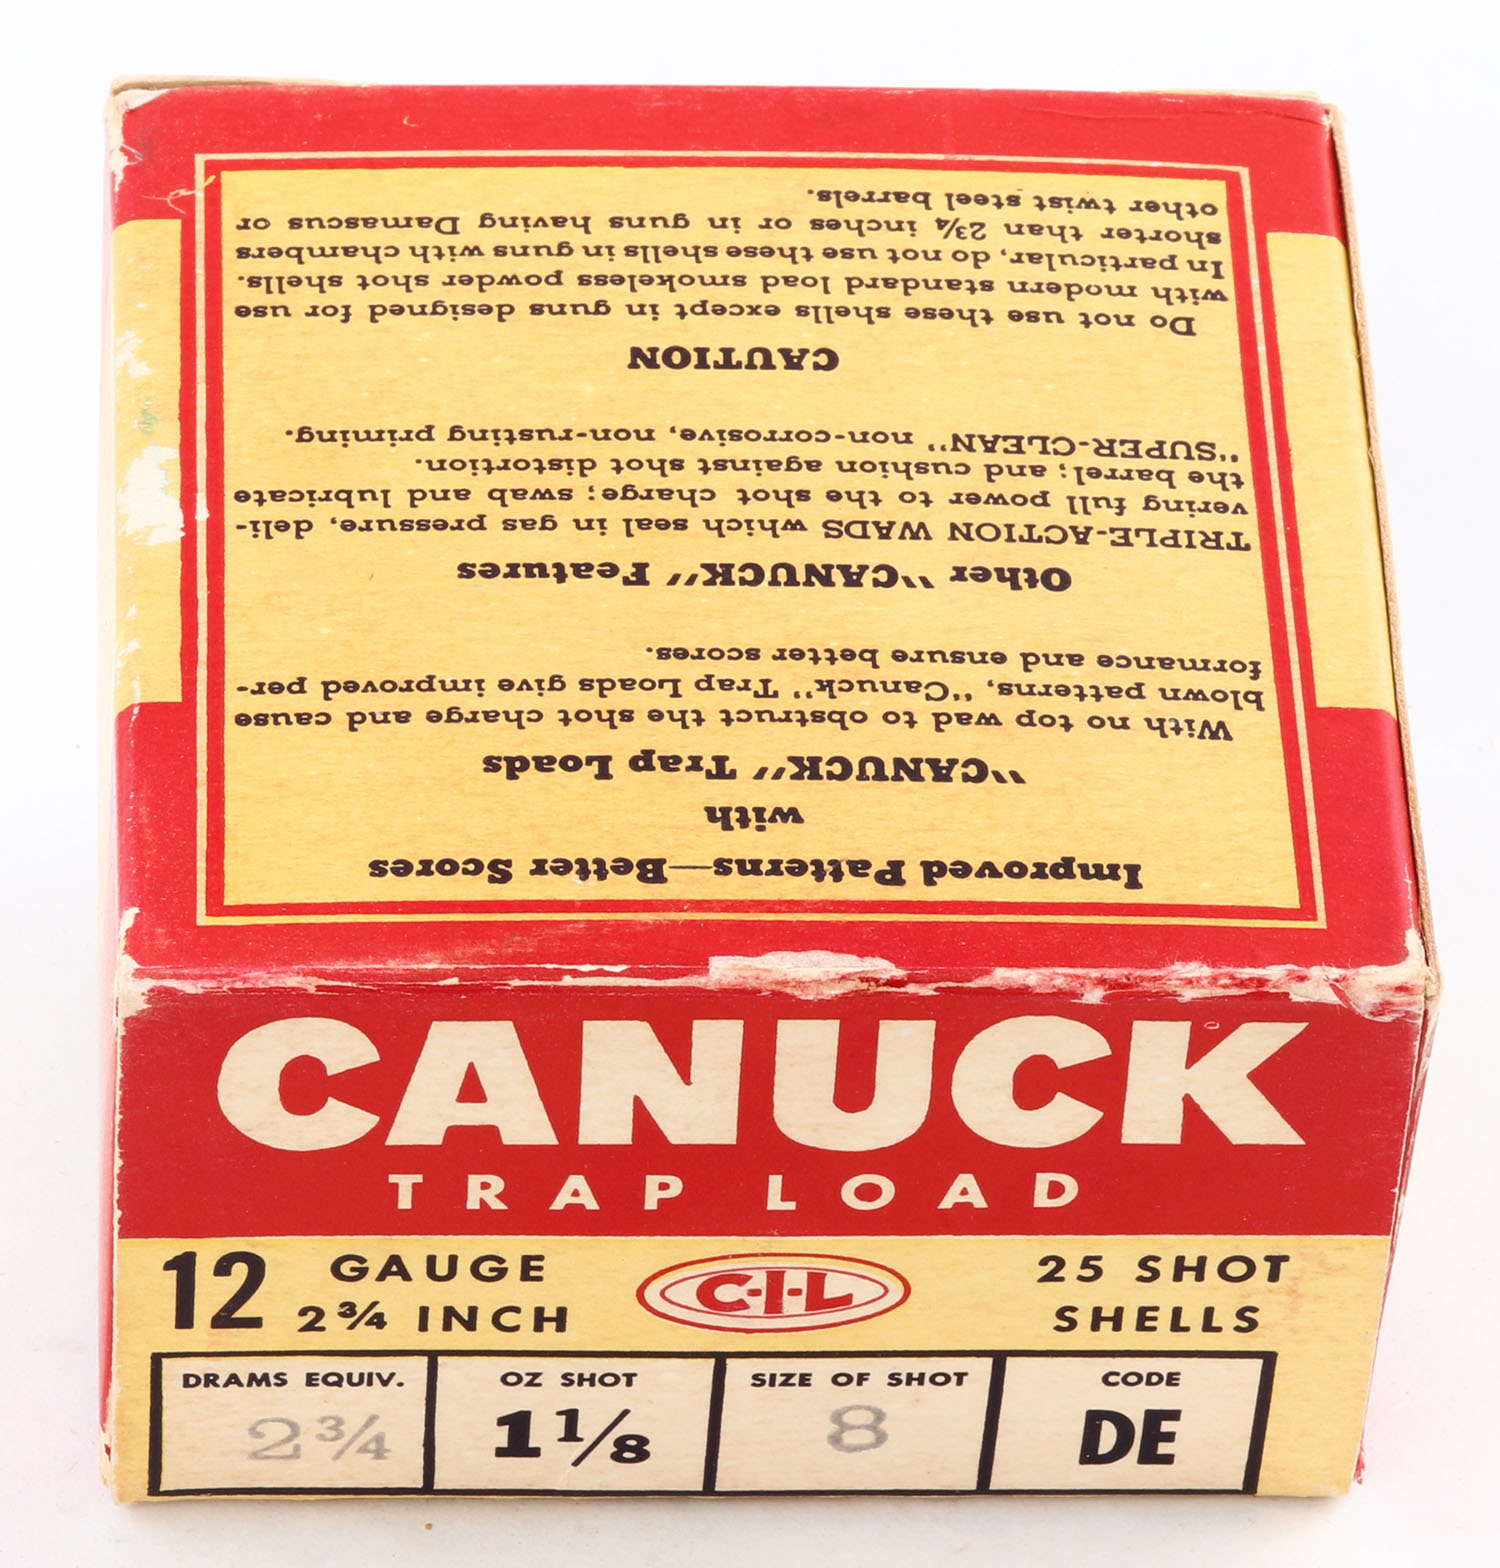 Improved Patterns—Better Scores
with
"CANUCK" Trap Loads
With no top wad to obstruct the shot charge and cause
blown patterns, "Canuck" Trap Loads give improved per-
formance and ensure better scores.
Other "CANUCK" Features
TRIPLE-ACTION WADS which seal in gas pressure, deli-
vering full power to the shot charge; swab and lubricate
the barrel; and cushion against shot distortion.
"SUPER-CLEAN" non-corrosive, non-rusting priming.
CAUTION
Do not use these shells except in guns designed for use
with modern standard load smokeless powder shot shells.
In particular, do not use these shells in guns with chambers
shorter than 2¾ inches or in guns having Damascus or
other twist steel barrels.
CANUCK
TRAP LOAD
12 GAUGE
2¾ INCH
C-I-L
25 SHOT
SHELLS
DRAMS EQUIV.
2¾
OZ SHOT
1 1/8
SIZE OF SHOT
8
CODE
DE